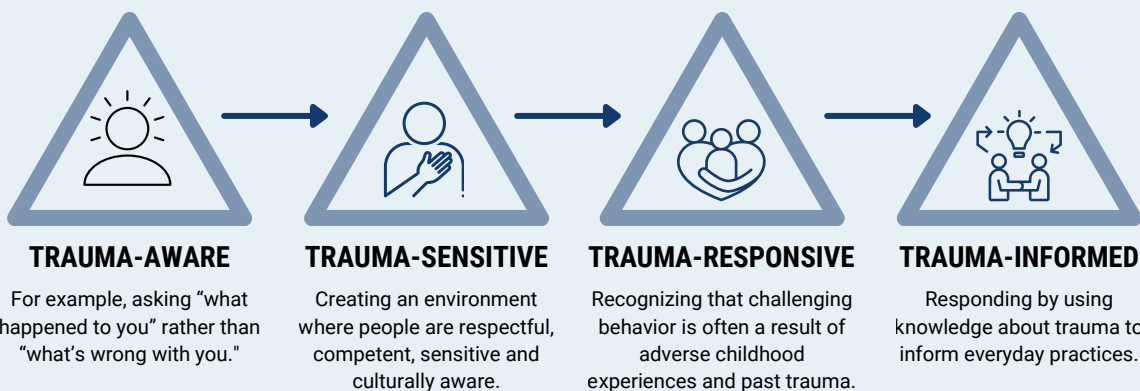 TRAUMA-AWARE
For example, asking “what
happened to you” rather than
“what’s wrong with you."
TRAUMA-SENSITIVE
Creating an environment
where people are respectful,
competent, sensitive and
culturally aware.
TRAUMA-RESPONSIVE
Recognizing that challenging
behavior is often a result of
adverse childhood
experiences and past trauma.
TRAUMA-INFORMED
Responding by using
knowledge about trauma to
inform everyday practices.